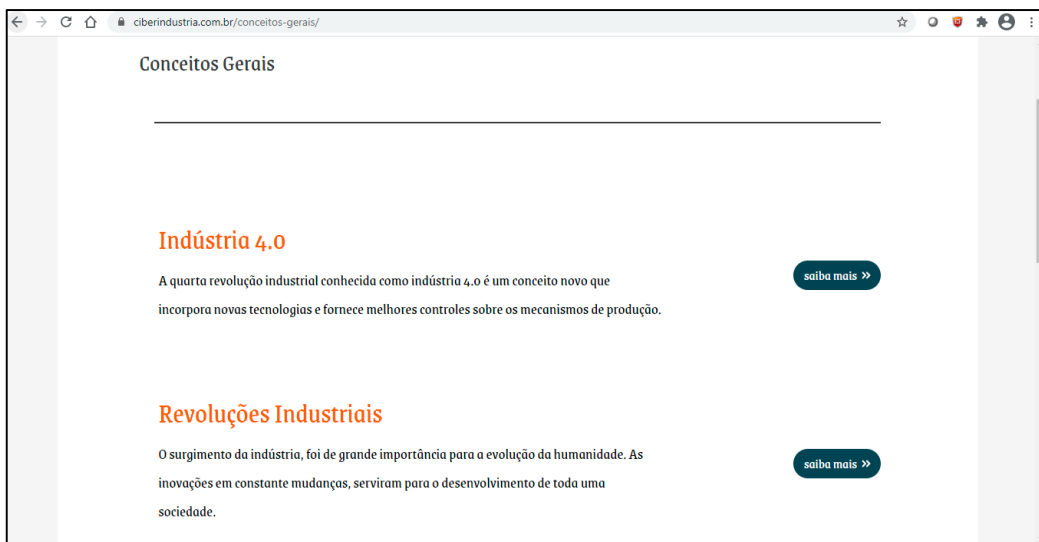 ciberindustria.com.br/conceitos-gerais/
Conceitos Gerais
Indústria 4.0
A quarta revolução industrial conhecida como indústria 4.0 é um conceito novo que
incorpora novas tecnologias e fornece melhores controles sobre os mecanismos de produção.
saiba mais »
Revoluções Industriais
O surgimento da indústria, foi de grande importância para a evolução da humanidade. As
inovações em constante mudanças, serviram para o desenvolvimento de toda uma
sociedade.
saiba mais »